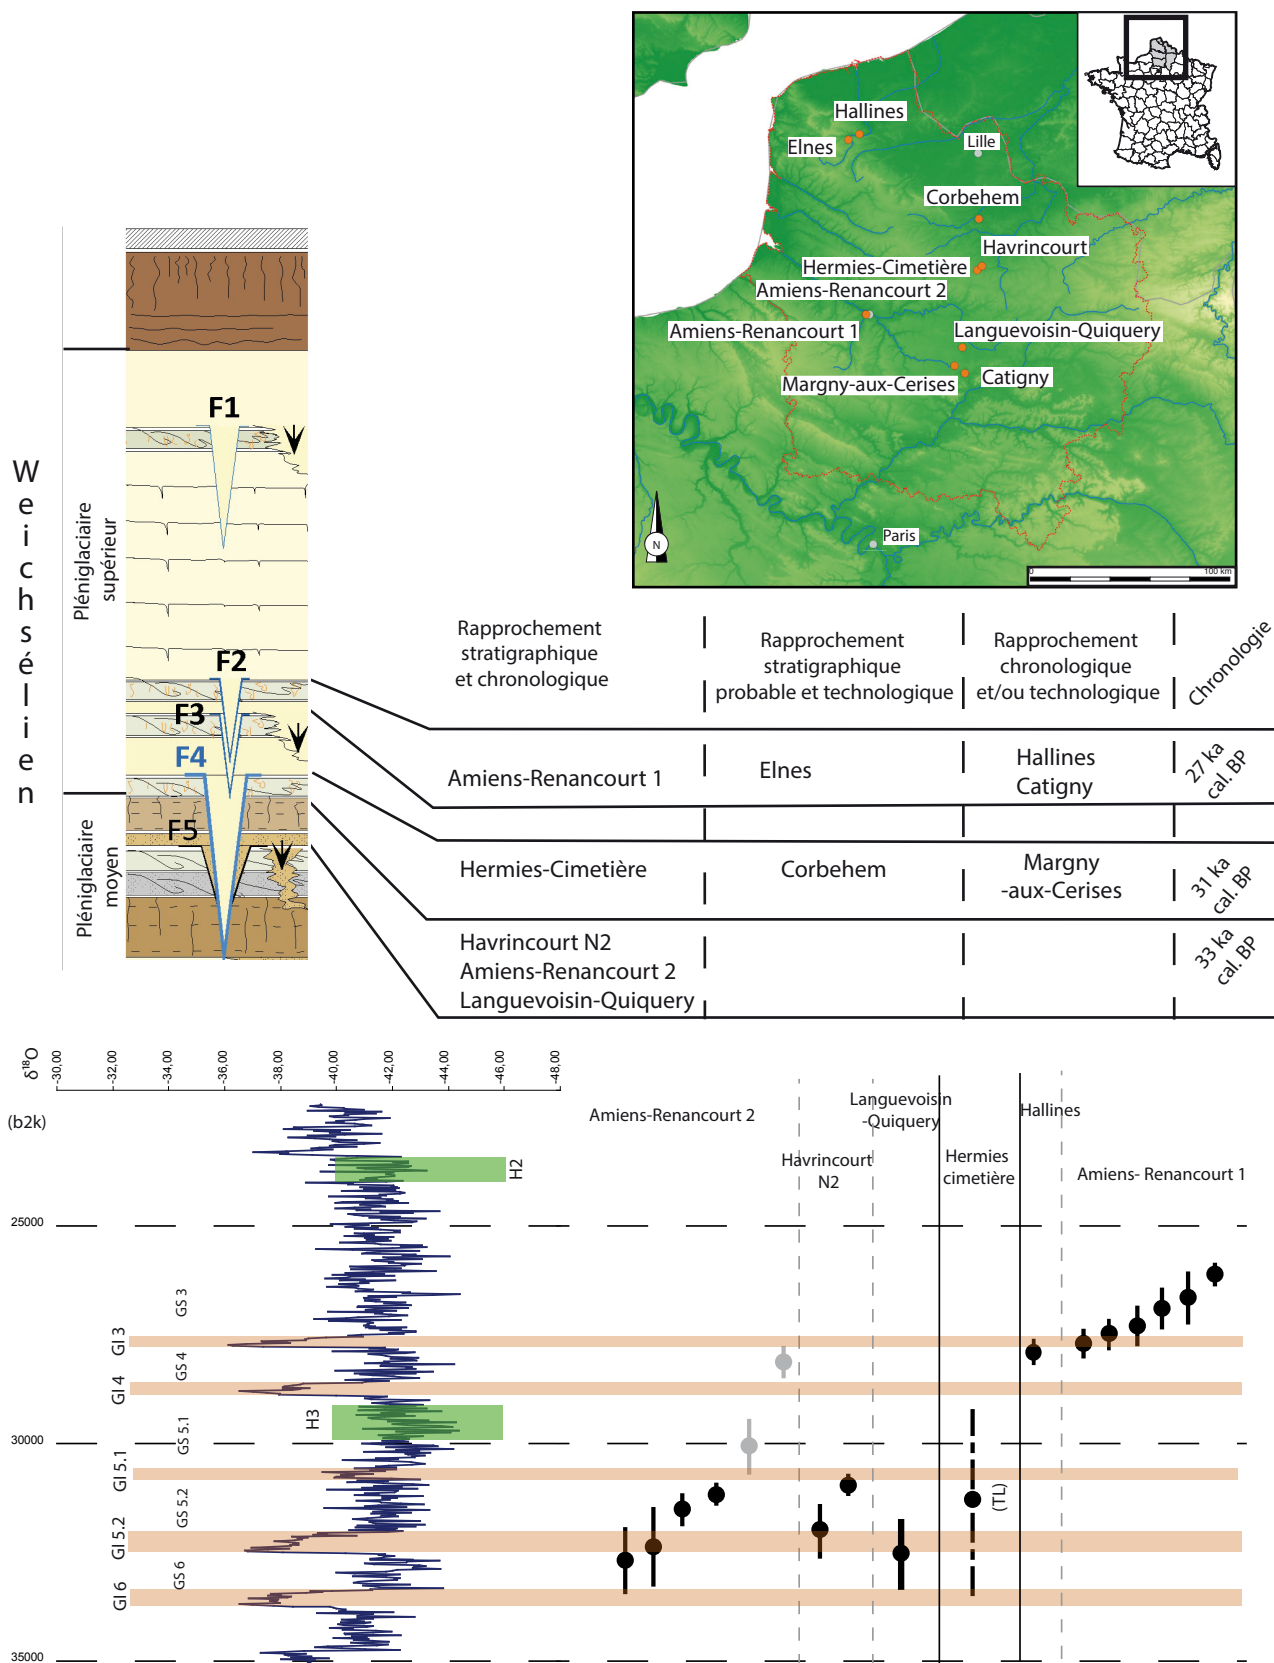 Hallines
Elnes
Lille
Corbehem
Havrincourt
Hermies-Cimetière
Amiens-Renancourt 2
Amiens-Renancourt 1
Languevoisin-Quiquery
Margny-aux-Cerises
Catigny
Paris
N
0
100 km
Weichsélien
Pléniglaciaire
supérieur
Pléniglaciaire
moyen
F1
F2
F3
F4
F5
Rapprochement
stratigraphique
et chronologique
Rapprochement
stratigraphique
probable et technologique
Rapprochement
chronologique
et/ou technologique
Chronologie
Amiens-Renancourt 1
Elnes
Hallines
Catigny
27 ka
cal. BP
Hermies-Cimetière
Corbehem
Margny
-aux-Cerises
31 ka
cal. BP
Havrincourt N2
Amiens-Renancourt 2
Languevoisin-Quiquery
33 ka
cal. BP
δ¹⁸O
-30,00
-32,00
-34,00
-36,00
-38,00
-40,00
-42,00
-44,00
-46,00
-48,00
(b2k)
Amiens-Renancourt 2
Havrincourt
N2
Languevoisin
-Quiquery
Hermies
cimetière
Hallines
Amiens- Renancourt 1
H2
25000
GS 3
GI 3
GS 4
GI 4
H3
GS 5.1
30000
GI 5.1
GS 5.2
(TL)
GI 5.2
GS 6
GI 6
35000